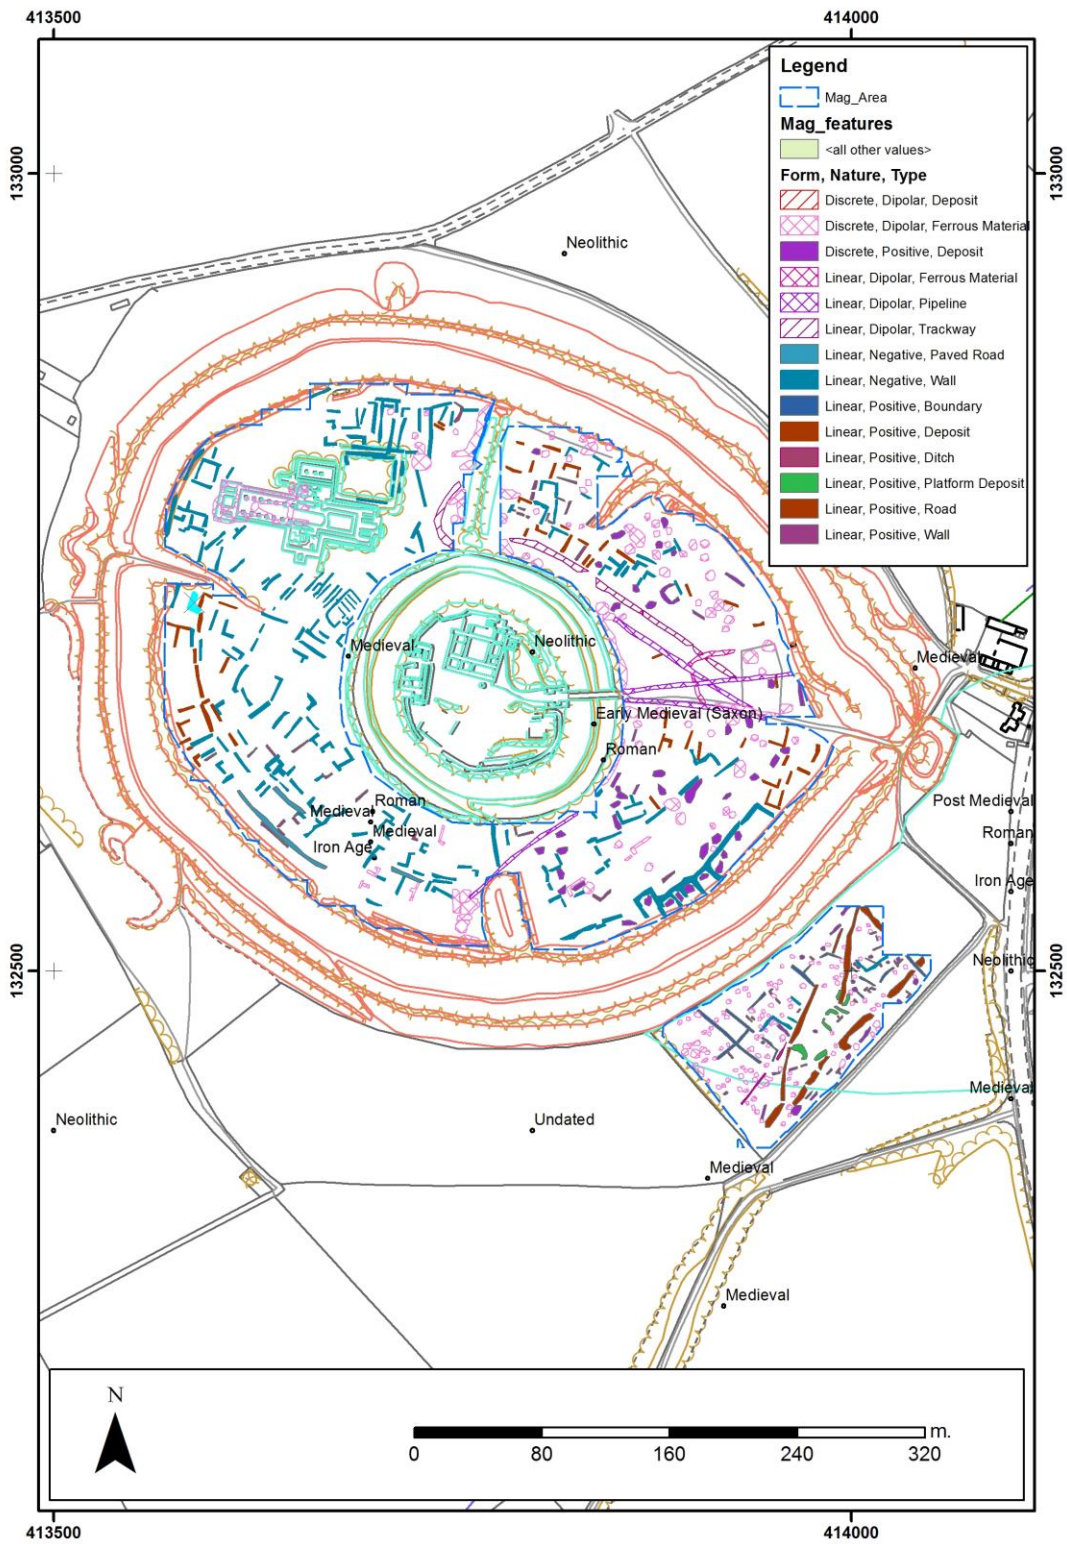 413500
414000
Legend
Mag_Area
Mag_features
<all other values>
Form, Nature, Type
Discrete, Dipolar, Deposit
Discrete, Dipolar, Ferrous Material
Discrete, Positive, Deposit
Linear, Dipolar, Ferrous Material
Linear, Dipolar, Pipeline
Linear, Dipolar, Trackway
Linear, Negative, Paved Road
Linear, Negative, Wall
Linear, Positive, Boundary
Linear, Positive, Deposit
Linear, Positive, Ditch
Linear, Positive, Platform Deposit
Linear, Positive, Road
Linear, Positive, Wall
133000
133000
Neolithic
Medieval
Neolithic
Medieval
Early Medieval (Saxon)
Roman
Roman
Medieval
Medieval
Iron Age
Post Medieval
Roman
Iron Age
Neolithic
132500
132500
Medieval
Neolithic
Undated
Medieval
Medieval
N
m.
0
80
160
240
320
413500
414000